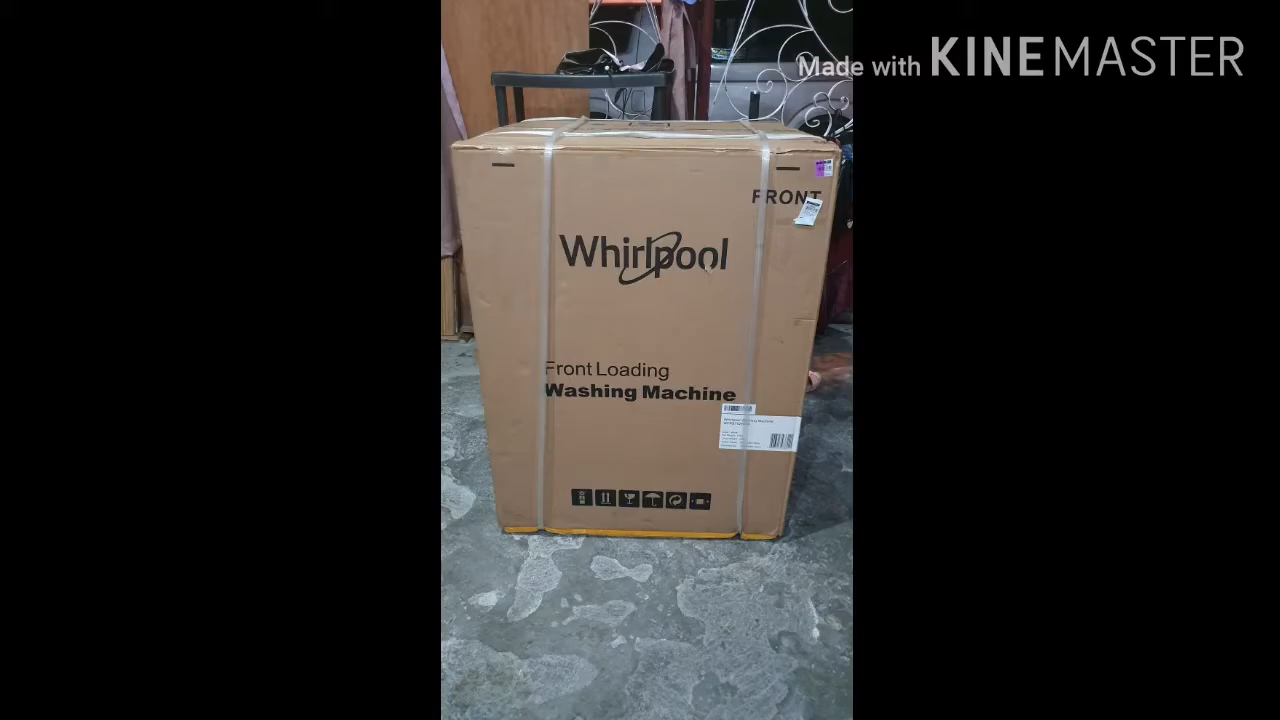 Made with KINEMASTER
FRONT
Whirlpool
Front Loading
Washing Machine